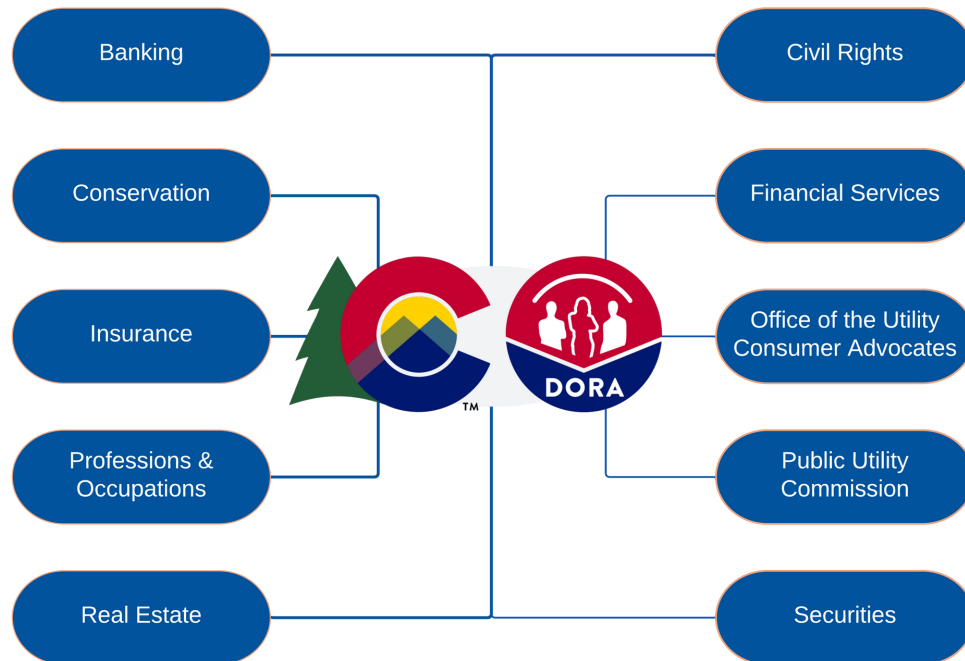 Banking
Conservation
Insurance
Professions &
Occupations
Real Estate
TM
DORA
Civil Rights
Financial Services
Office of the Utility
Consumer Advocates
Public Utility
Commission
Securities